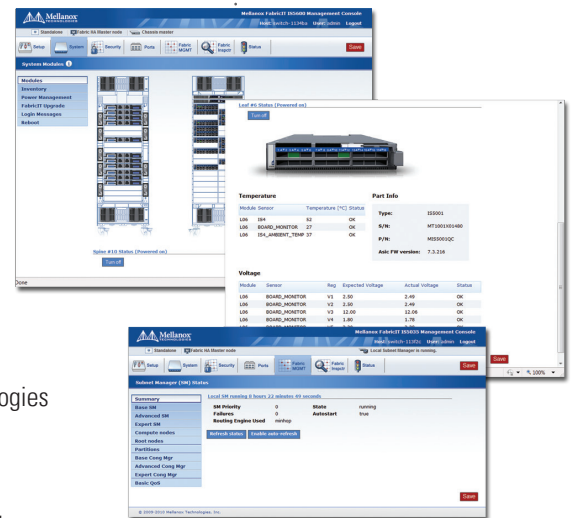 Mellanox
TECHNOLOGIES
Mellanox FabricIT IS5600 Management Console
Host: switch-1134ba User: admin Logout
Standalone Fabric HA Master node Chassis master
Setup System Security Ports Fabric MGMT Fabric Inspctr Status Save
System Modules
Modules
Inventory
Power Management
FabricIT Upgrade
Login Messages
Reboot
Spine #10 Status (Powered on)
Turn off
Done
Leaf #6 Status (Powered on)
Turn off
Temperature
Module Sensor Temperature [°C] Status
L06 IS4 52 OK
L06 BOARD_MONITOR 27 OK
L06 IS4_AMBIENT_TEMP 37 OK
Part Info
Type: IS5001
S/N: MT1001X01480
P/N: MIS5001QC
Asic FW version: 7.3.216
Voltage
Module Sensor Reg Expected Voltage Actual Voltage Status
L06 BOARD_MONITOR V1 2.50 2.49 OK
L06 BOARD_MONITOR V2 2.50 2.49 OK
L06 BOARD_MONITOR V3 12.00 12.06 OK
L06 BOARD_MONITOR V4 1.80 1.78 OK
Save
100%
Mellanox
TECHNOLOGIES
Mellanox FabricIT IS5035 Management Console
User: admin Logout
Standalone Fabric HA Master node Local Subnet Manager is running.
Setup System Security Ports Fabric MGMT Fabric Inspctr Status Save
Subnet Manager (SM) Status
Summary
Base SM
Advanced SM
Expert SM
Compute nodes
Root nodes
Partitions
Base Cong Mgr
Advanced Cong Mgr
Expert Cong Mgr
Basic QoS
Local SM running 0 hours 23 minutes 49 seconds
SM Priority 0 State running
Failures 0 Autostart true
Routing Engine Used minhop
Refresh status Enable auto-refresh
Save
© 2009-2010 Mellanox Technologies, Inc.
ogies